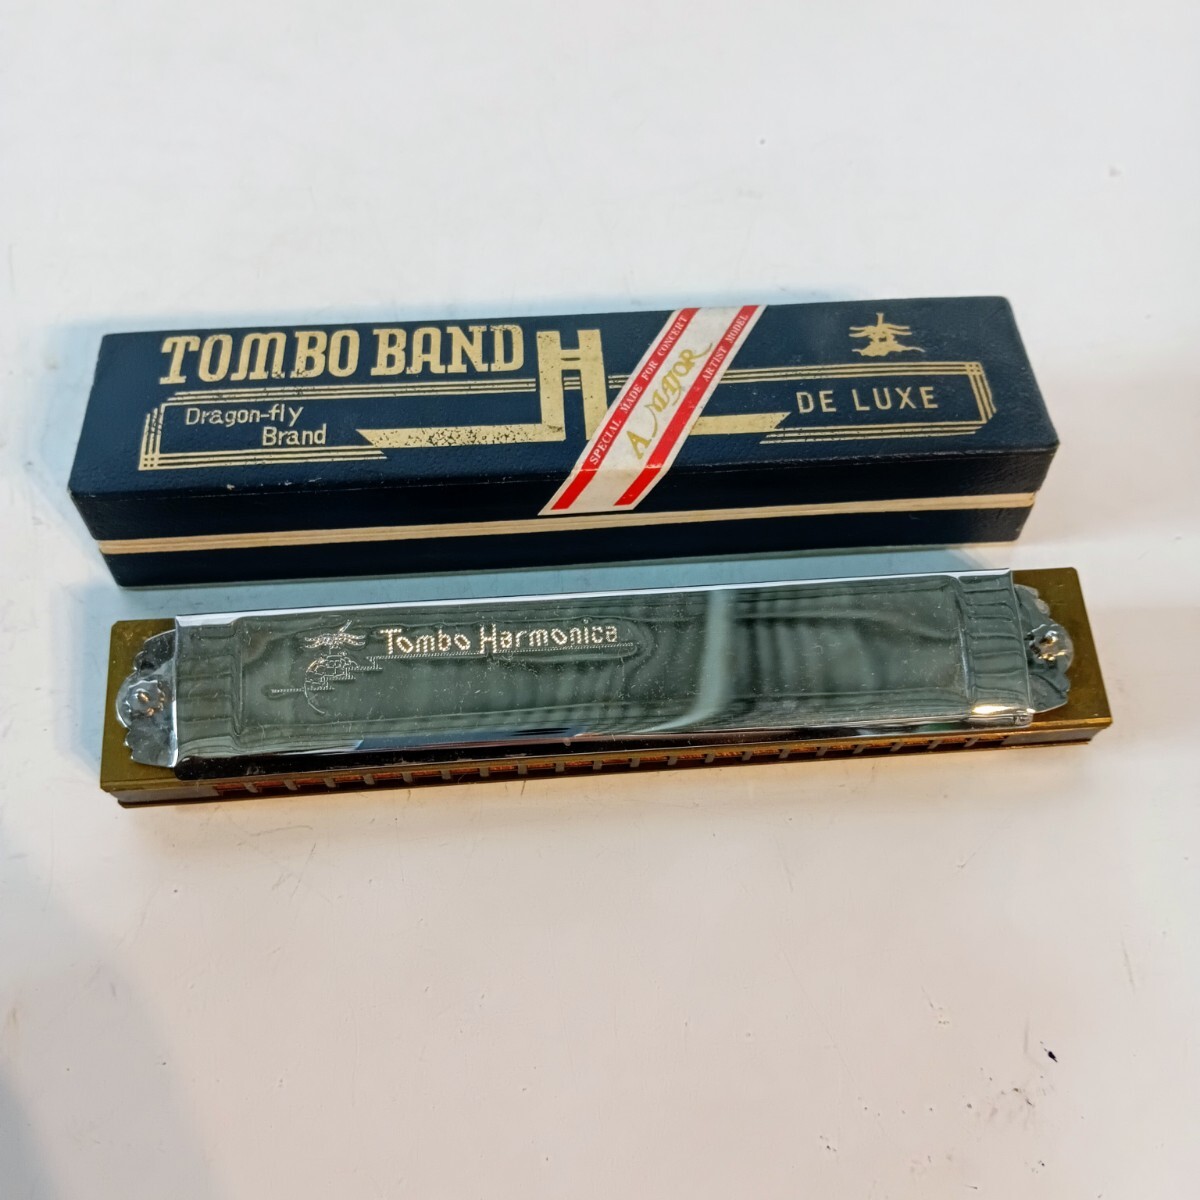 TOMBO BAND
H
Dragon-fly
Brand
SPECIAL MADE FOR CONCERT
A MAJOR
ARTIST MODEL
DE LUXE
Tombo Harmonica